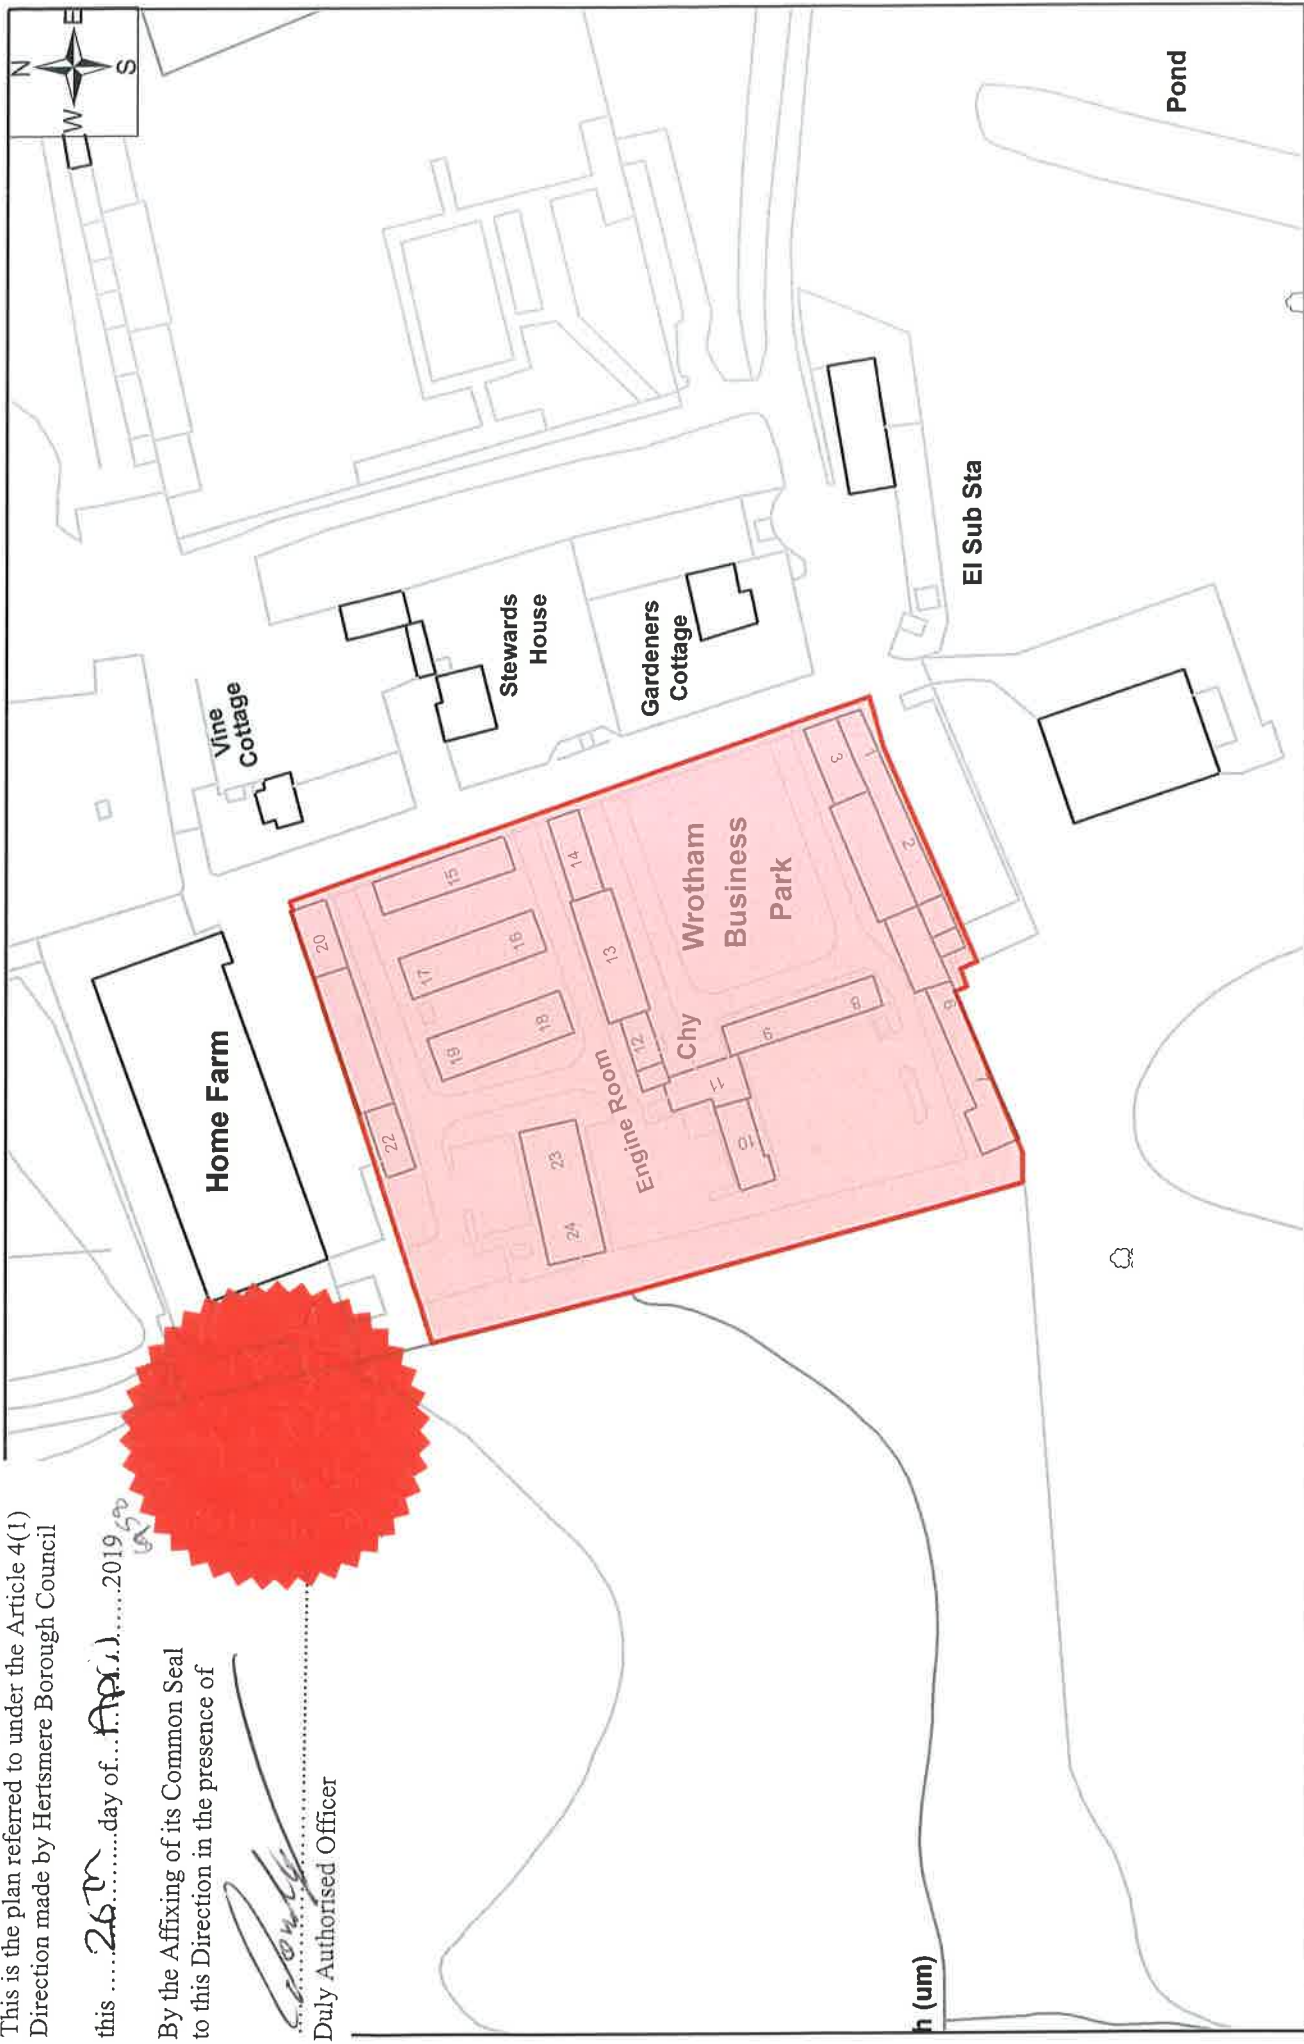 This is the plan referred to under the Article 4(1)
Direction made by Hertsmere Borough Council
this .....26th..........day of...April.........2019
By the Affixing of its Common Seal
to this Direction in the presence of
Duly Authorised Officer
N
W
E
S
Home Farm
Vine
Cottage
Stewards
House
Gardeners
Cottage
El Sub Sta
Pond
Wrotham
Business
Park
Engine Room
Chy
20
22
15
17
16
19
18
14
13
12
11
10
9
8
23
24
3
1
2
6
7
h (um)